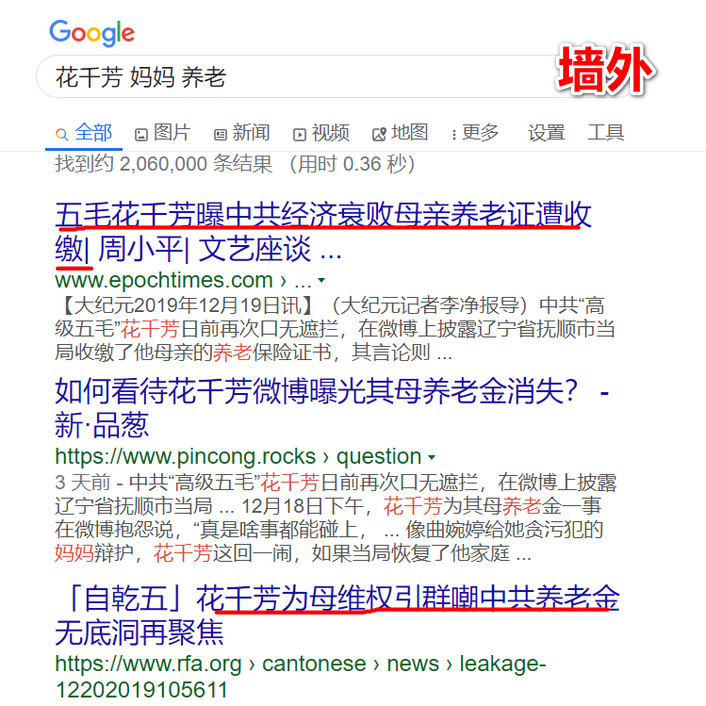 Google
墙外
花千芳 妈妈 养老
全部 图片 新闻 视频 地图 更多 设置 工具
找到约 2,060,000 条结果 （用时 0.36 秒）
五毛花千芳曝中共经济衰败母亲养老证遭收
缴| 周小平| 文艺座谈 ...
www.epochtimes.com › ...
【大纪元2019年12月19日讯】（大纪元记者李净报导）中共“高
级五毛”花千芳日前再次口无遮拦，在微博上披露辽宁省抚顺市当
局收缴了他母亲的养老保险证书，其言论则 ...
如何看待花千芳微博曝光其母养老金消失？ -
新·品葱
https://www.pincong.rocks › question
3 天前 - 中共“高级五毛”花千芳日前再次口无遮拦，在微博上披露
辽宁省抚顺市当局 ... 12月18日下午，花千芳为其母养老金一事
在微博抱怨说，“真是啥事都能碰上， ... 像曲婉婷给她贪污犯的
妈妈辩护，花千芳这回一闹，如果当局恢复了他家庭 ...
「自乾五」花千芳为母维权引群嘲中共养老金
无底洞再聚焦
https://www.rfa.org › cantonese › news › leakage-
12202019105611